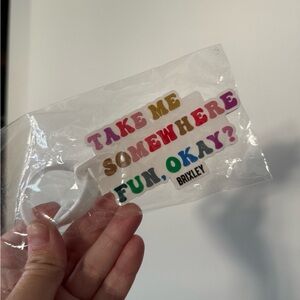 TAKE ME
SOMEWHERE
FUN, OKAY?
BRIXLEY